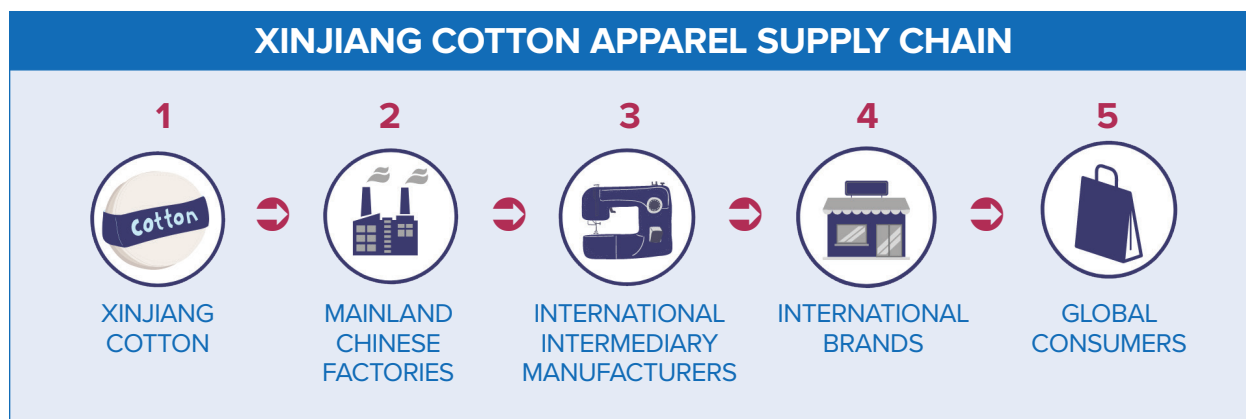 XINJIANG COTTON APPAREL SUPPLY CHAIN
1
2
3
4
5
cotton
XINJIANG
COTTON
MAINLAND
CHINESE
FACTORIES
INTERNATIONAL
INTERMEDIARY
MANUFACTURERS
INTERNATIONAL
BRANDS
GLOBAL
CONSUMERS